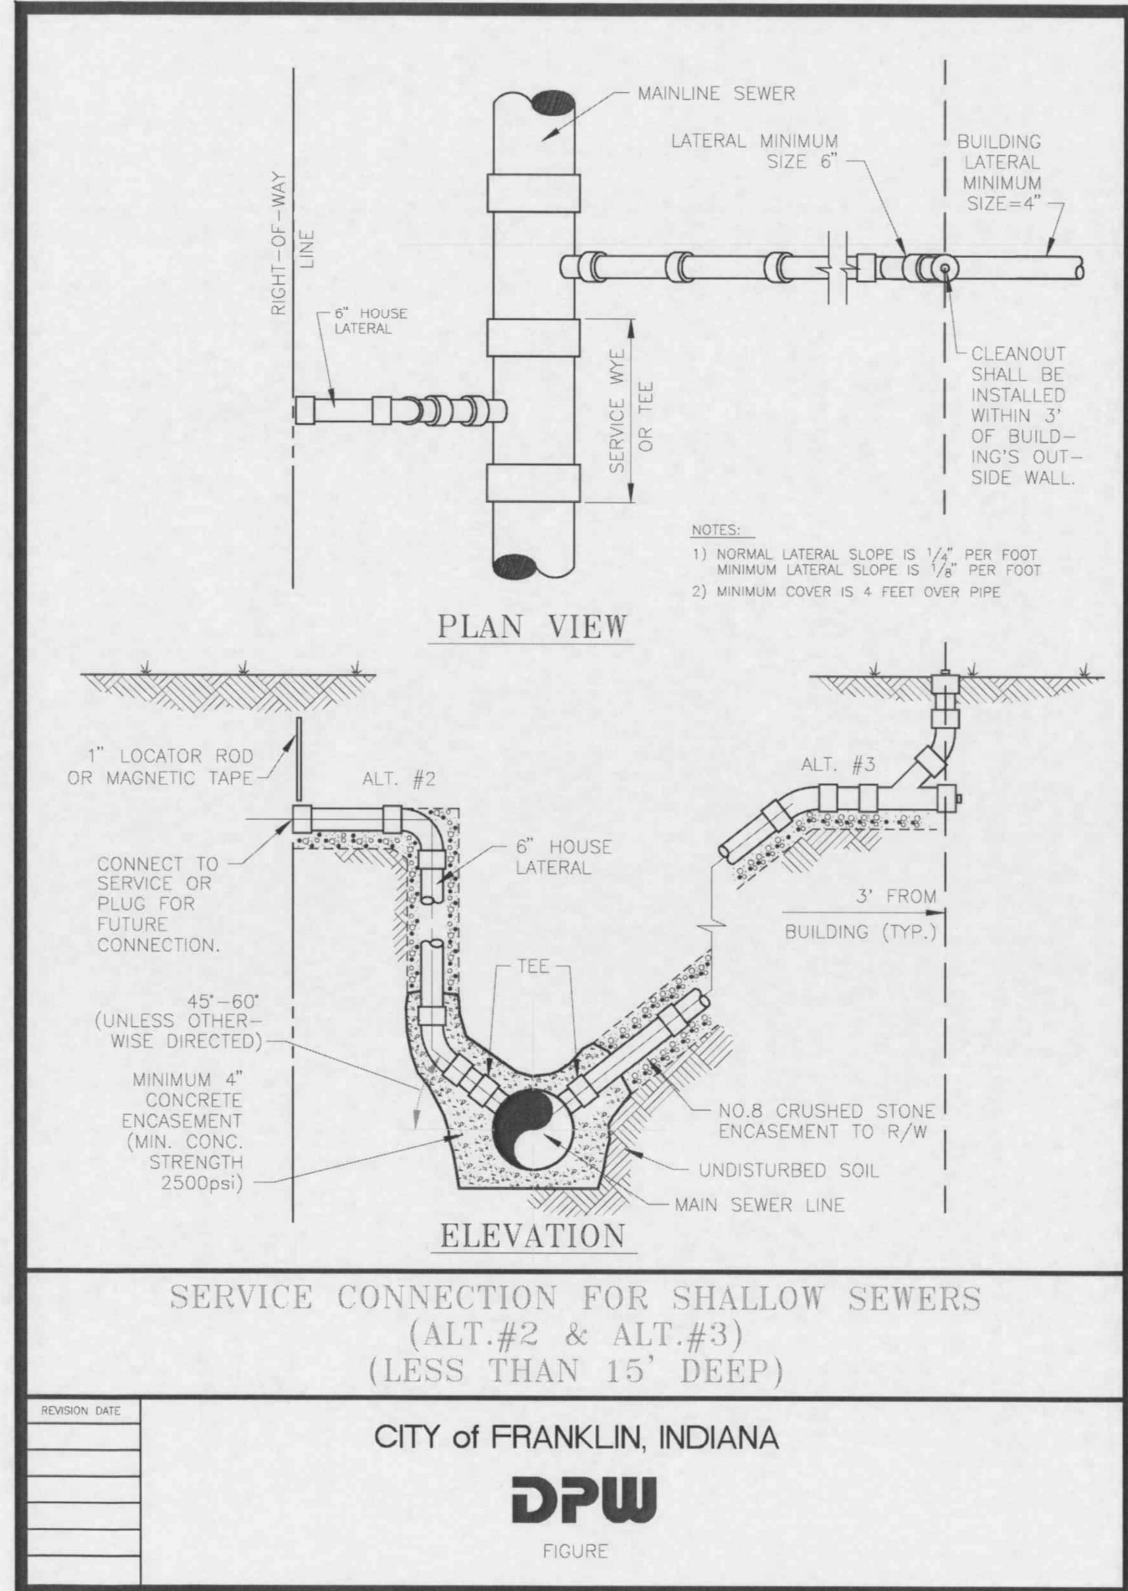 MAINLINE SEWER
LATERAL MINIMUM
SIZE 6"
BUILDING
LATERAL
MINIMUM
SIZE=4"
RIGHT-OF-WAY
LINE
6" HOUSE
LATERAL
SERVICE WYE
OR TEE
CLEANOUT
SHALL BE
INSTALLED
WITHIN 3'
OF BUILD-
ING'S OUT-
SIDE WALL.
NOTES:
1) NORMAL LATERAL SLOPE IS 1/4" PER FOOT
MINIMUM LATERAL SLOPE IS 1/8" PER FOOT
2) MINIMUM COVER IS 4 FEET OVER PIPE
PLAN VIEW
1" LOCATOR ROD
OR MAGNETIC TAPE
ALT. #2
ALT. #3
6" HOUSE
LATERAL
CONNECT TO
SERVICE OR
PLUG FOR
FUTURE
CONNECTION.
3' FROM
BUILDING (TYP.)
TEE
45°-60°
(UNLESS OTHER-
WISE DIRECTED)
MINIMUM 4"
CONCRETE
ENCASEMENT
(MIN. CONC.
STRENGTH
2500psi)
NO.8 CRUSHED STONE
ENCASEMENT TO R/W
UNDISTURBED SOIL
MAIN SEWER LINE
ELEVATION
SERVICE CONNECTION FOR SHALLOW SEWERS
(ALT.#2 & ALT.#3)
(LESS THAN 15' DEEP)
REVISION DATE
CITY of FRANKLIN, INDIANA
DPW
FIGURE